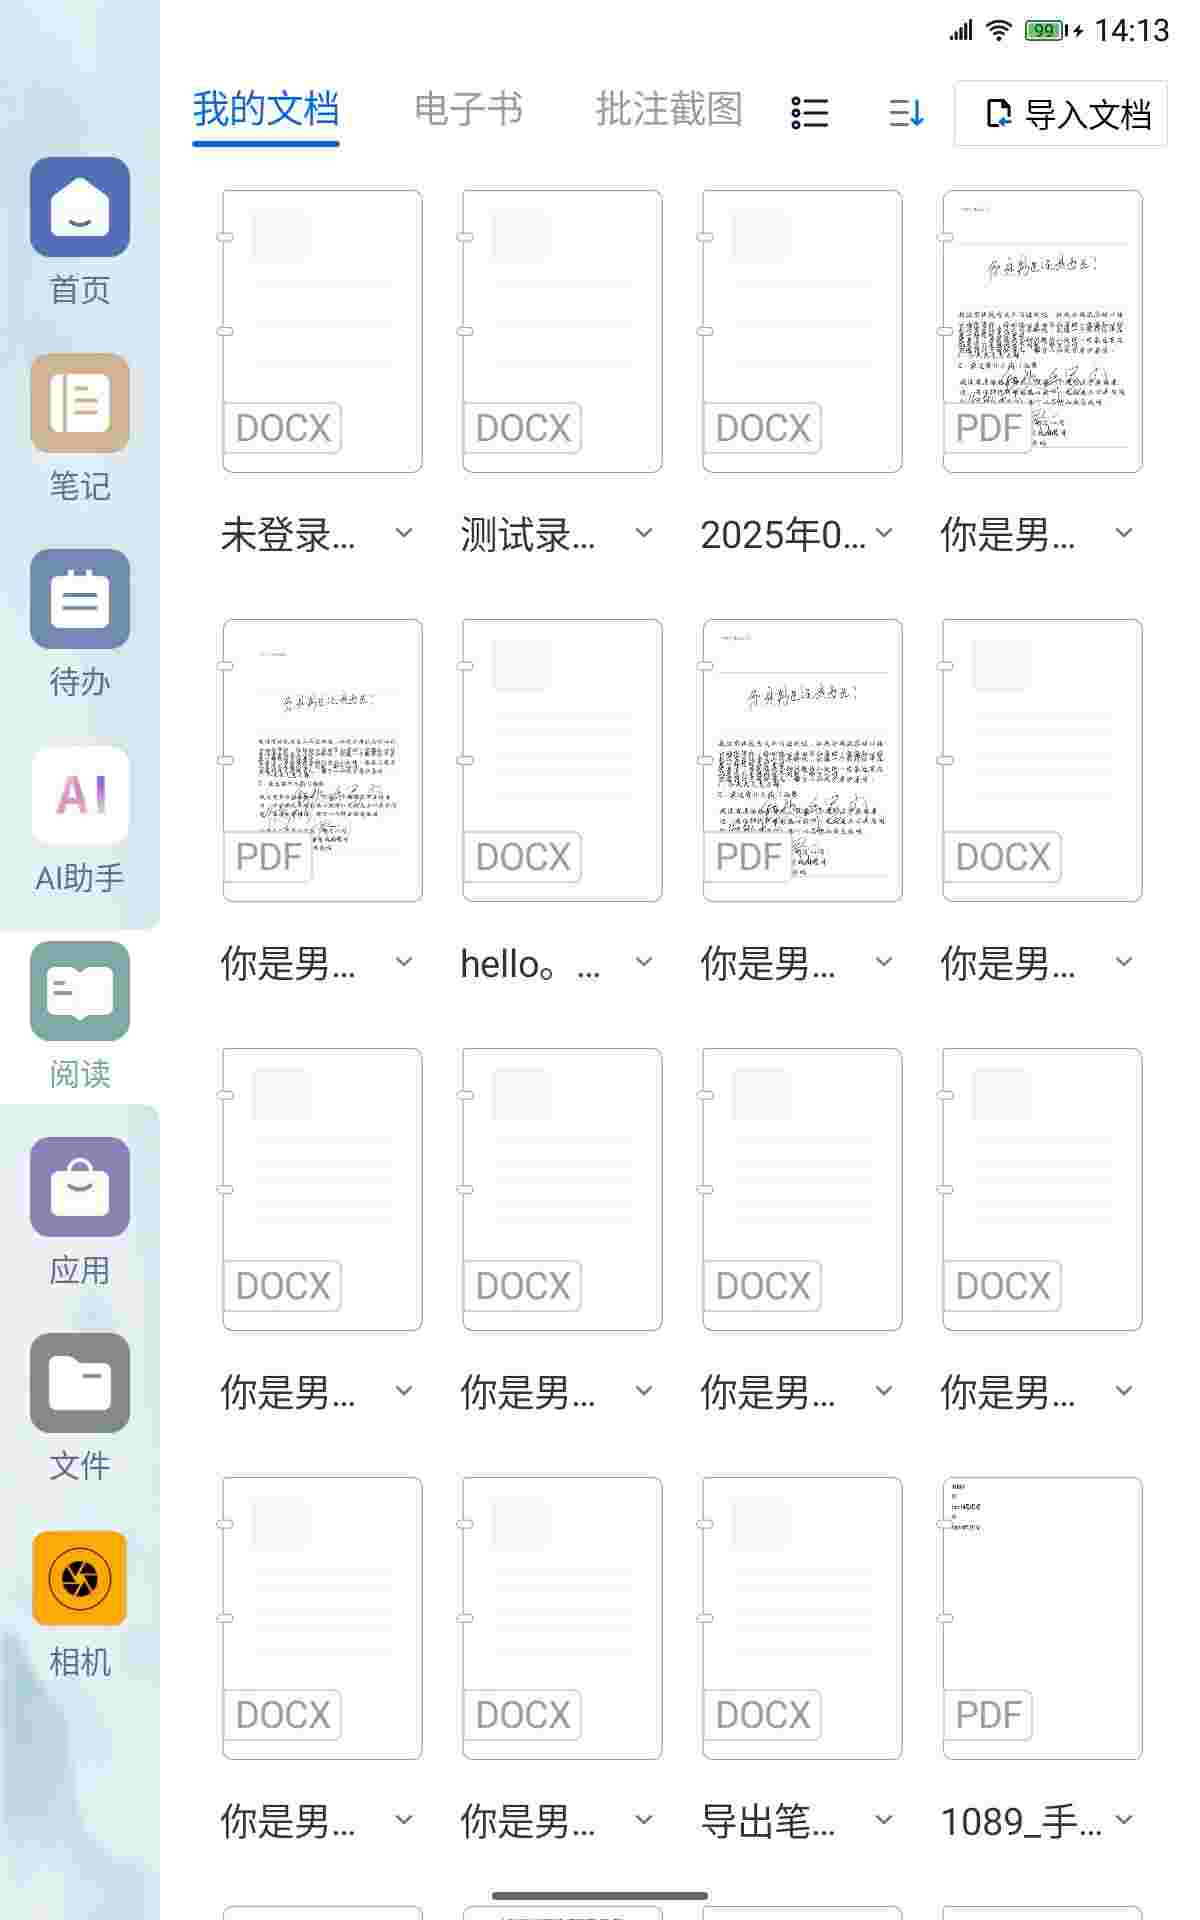 99 14:13
我的文档 电子书 批注截图 导入文档
首页
笔记
待办
AI
AI助手
阅读
应用
文件
相机
DOCX DOCX DOCX PDF
未登录... 测试录... 2025年0... 你是男...
PDF DOCX PDF DOCX
你是男... hello。... 你是男... 你是男...
DOCX DOCX DOCX DOCX
你是男... 你是男... 你是男... 你是男...
DOCX DOCX DOCX PDF
你是男... 你是男... 导出笔... 1089_手...